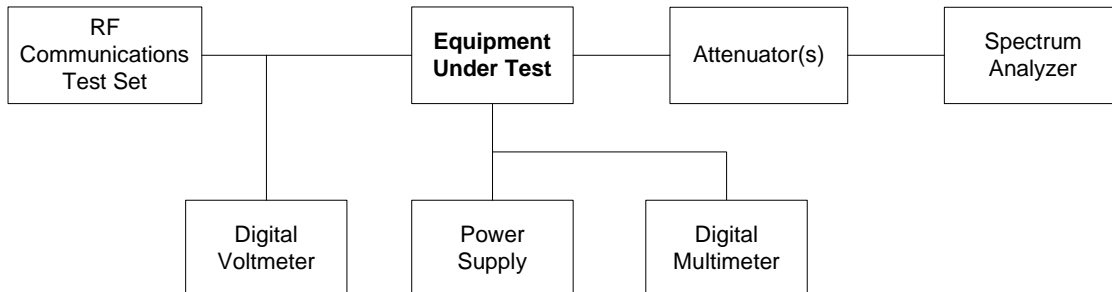 RF
Communications
Test Set
Equipment
Under Test
Attenuator(s)
Spectrum
Analyzer
Digital
Voltmeter
Power
Supply
Digital
Multimeter